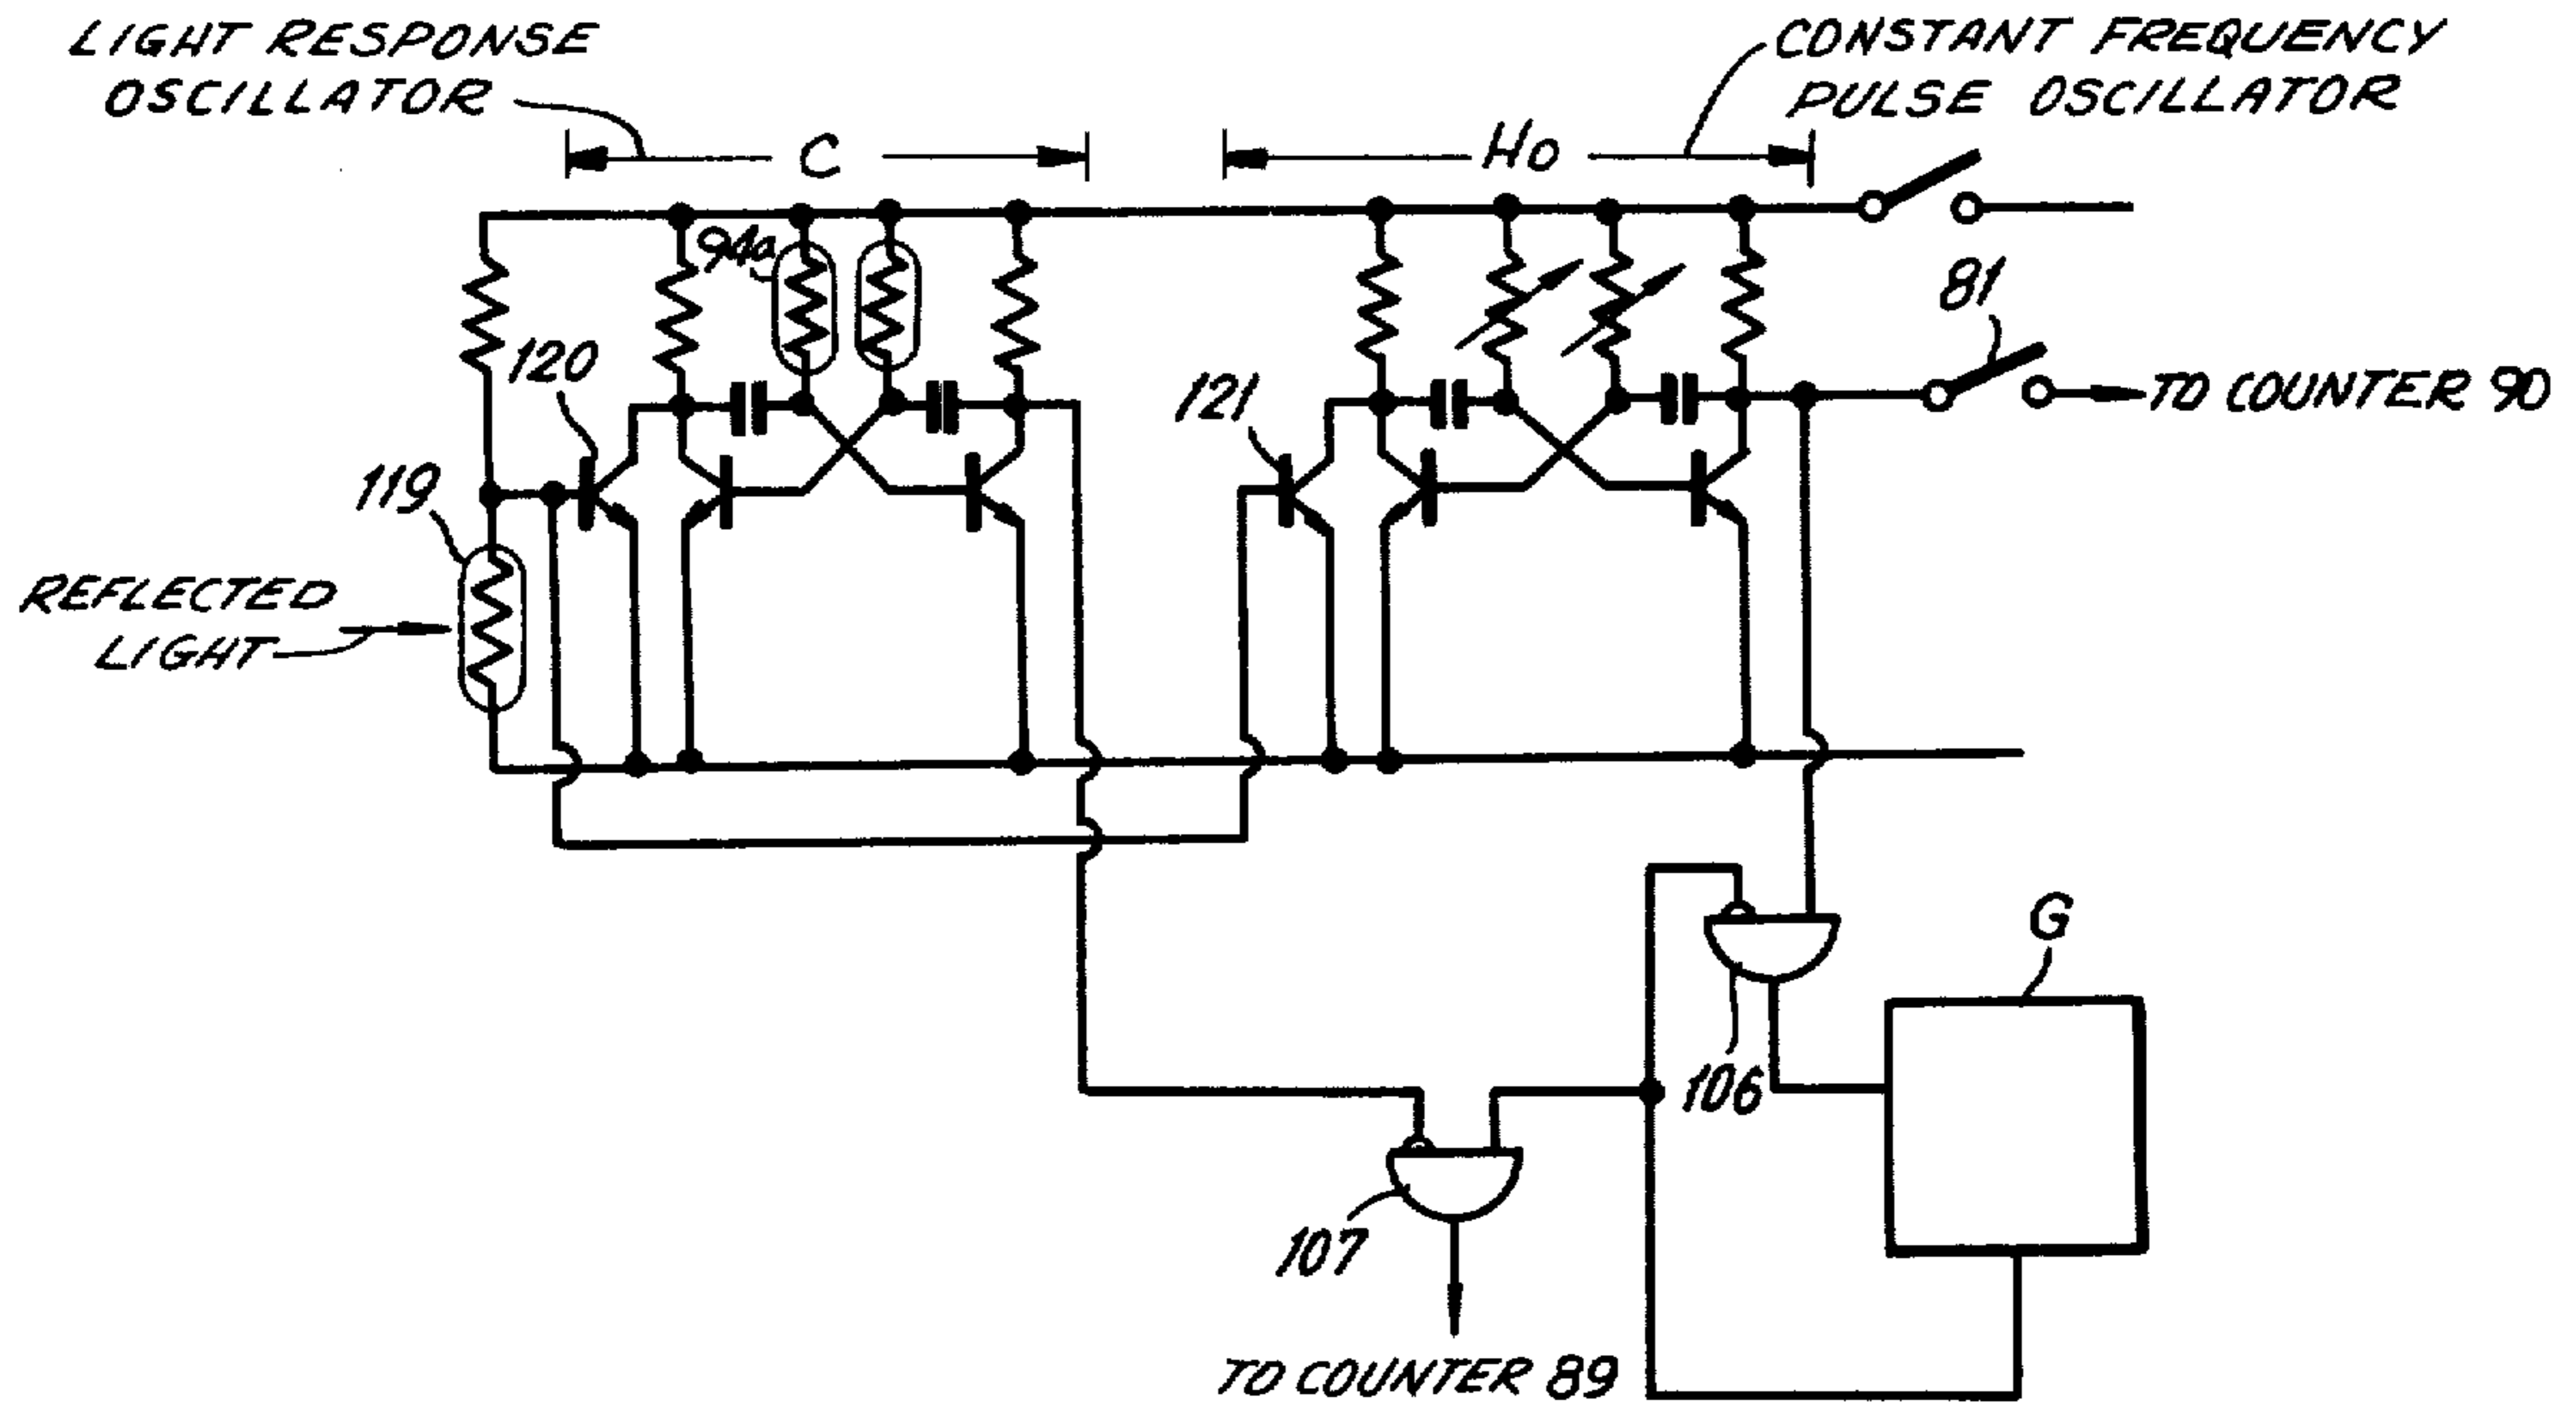 LIGHT RESPONSE
OSCILLATOR
CONSTANT FREQUENCY
PULSE OSCILLATOR
C
Ho
94a
81
120
121
TO COUNTER 90
119
REFLECTED
LIGHT
G
106
107
TO COUNTER 89